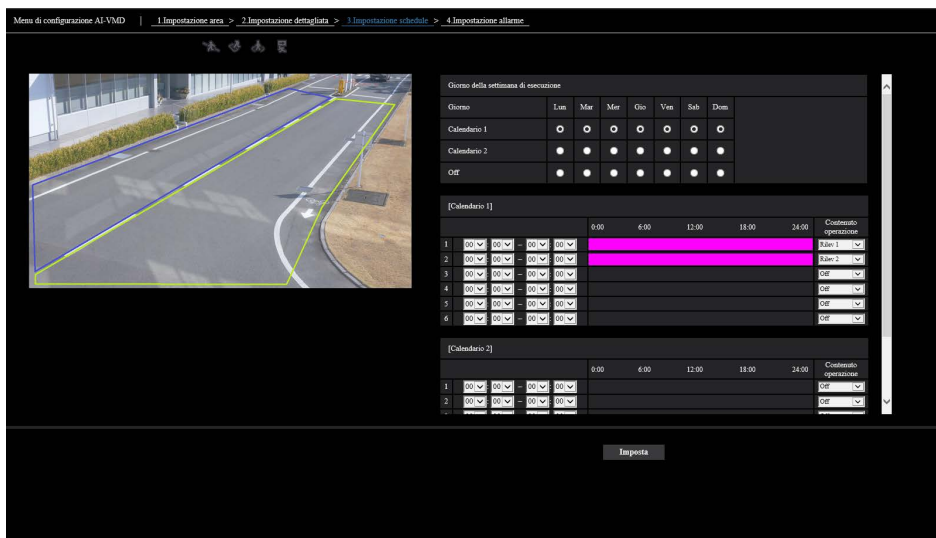 Menu di configurazione AI-VMD | 1.Impostazione area > 2.Impostazione dettagliata > 3.Impostazione schedule > 4.Impostazione allarme
Giorno della settimana di esecuzione
Giorno Lun Mar Mer Gio Ven Sab Dom
Calendario 1
Calendario 2
Off
[Calendario 1]
0:00 6:00 12:00 18:00 24:00 Contenuto operazione
1 00 : 00 – 00 : 00 Rilev 1
2 00 : 00 – 00 : 00 Rilev 2
3 00 : 00 – 00 : 00 Off
4 00 : 00 – 00 : 00 Off
5 00 : 00 – 00 : 00 Off
6 00 : 00 – 00 : 00 Off
[Calendario 2]
0:00 6:00 12:00 18:00 24:00 Contenuto operazione
1 00 : 00 – 00 : 00 Off
2 00 : 00 – 00 : 00 Off
Imposta